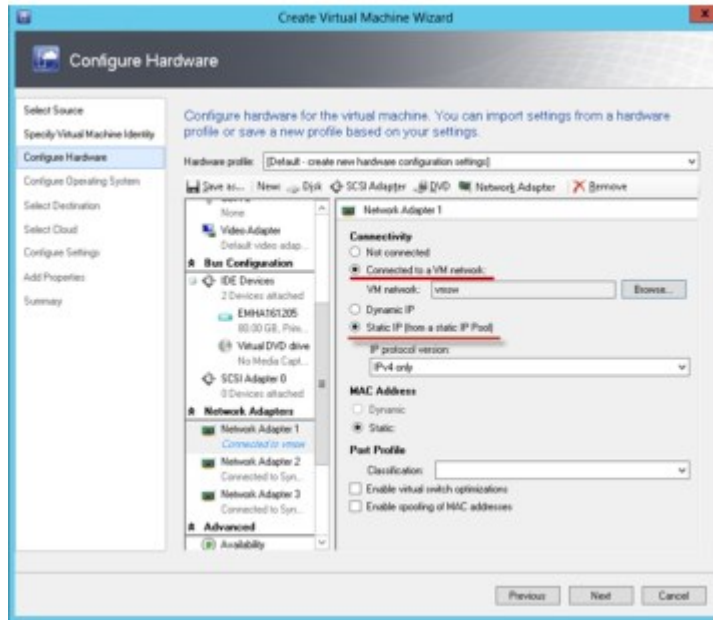 Create Virtual Machine Wizard
Configure Hardware
Select Source
Specify Virtual Machine Identity
Configure Hardware
Configure Operating System
Select Destination
Select Cloud
Configure Settings
Add Properties
Summary
Configure hardware for the virtual machine. You can import settings from a hardware
profile or save a new profile based on your settings.
Hardware profile: [Default - create new hardware configuration settings]
Save as... New: Disk SCSI Adapter DVD Network Adapter Remove
None
Video Adapter
Default video adap...
Bus Configuration
IDE Devices
2 Devices attached
EMHA161205
80.00 GB, Prim...
Virtual DVD drive
No Media Capt...
SCSI Adapter 0
0 Devices attached
Network Adapters
Network Adapter 1
Connected to vmsw
Network Adapter 2
Connected to Syn...
Network Adapter 3
Connected to Syn...
Advanced
Availability
Network Adapter 1
Connectivity
Not connected
Connected to a VM network:
VM network: vmsw Browse...
Dynamic IP
Static IP (from a static IP Pool)
IP protocol version:
IPv4 only
MAC Address
Dynamic
Static:
Port Profile
Classification:
Enable virtual switch optimizations
Enable spoofing of MAC addresses
Previous Next Cancel